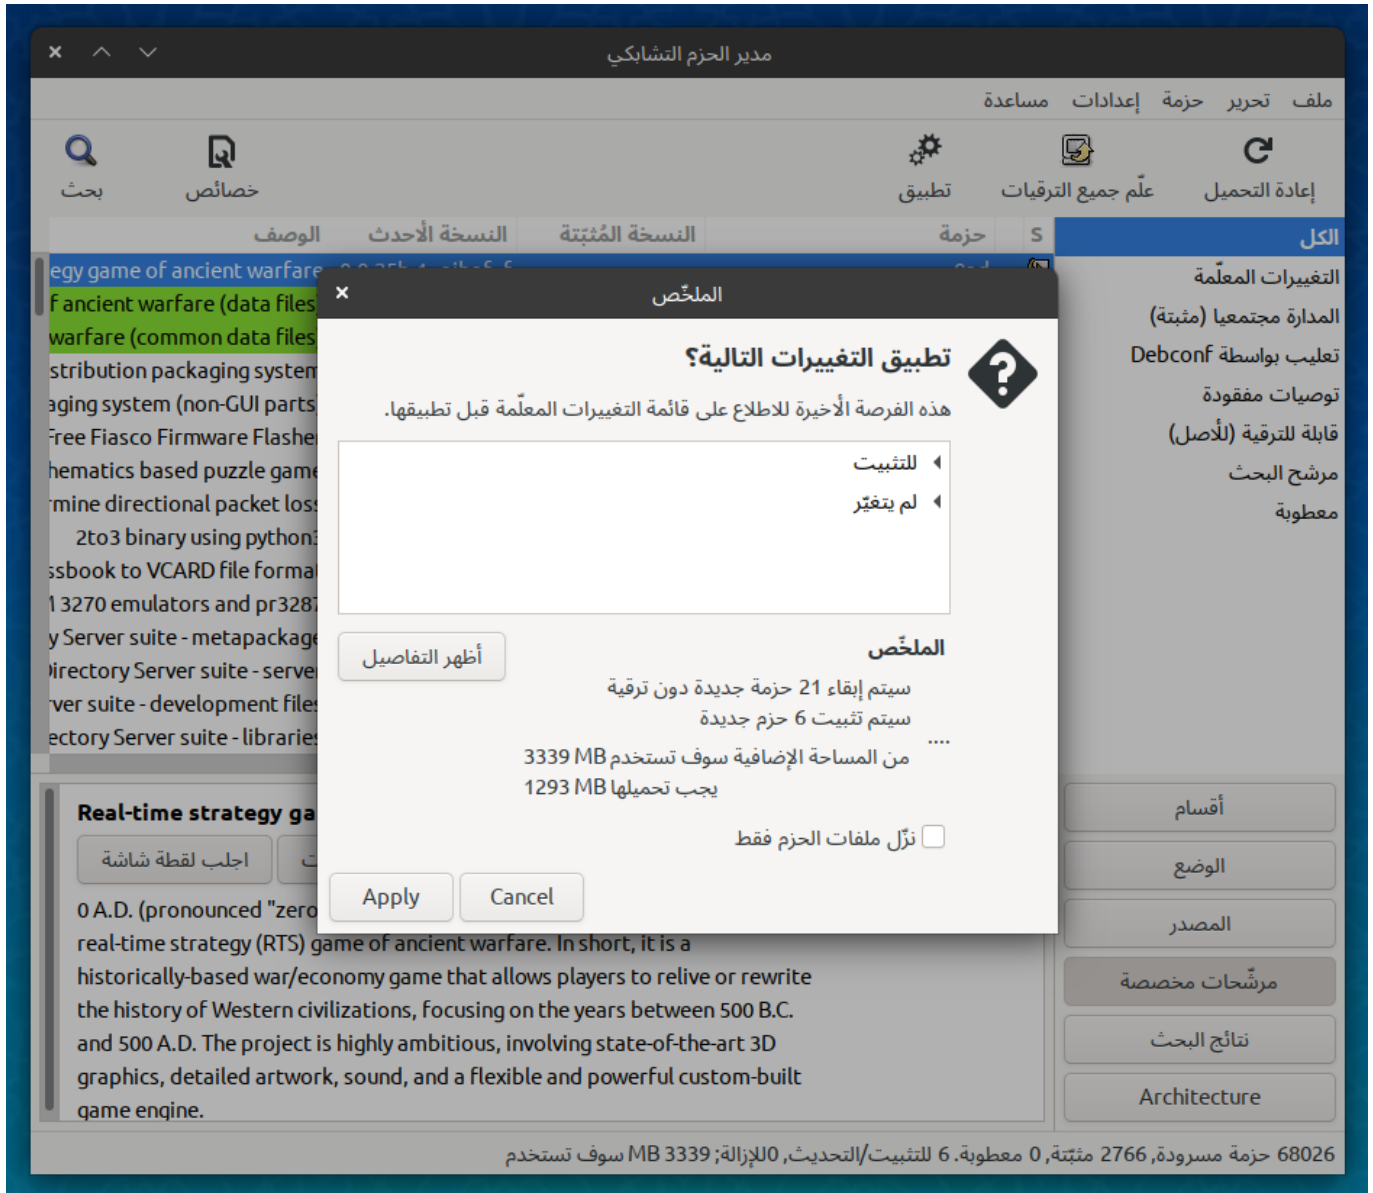 مدير الحزم التشابكي
ملف تحرير حزمة إعدادات مساعدة
إعادة التحميل علّم جميع الترقيات تطبيق خصائص بحث
S حزمة النسخة المُثبّتة النسخة الأحدث الوصف
الكل
التغييرات المعلّمة
المدارة مجتمعيا (مثبتة)
تعليب بواسطة Debconf
توصيات مفقودة
قابلة للترقية (للأصل)
مرشح البحث
معطوبة
egy game of ancient warfare
f ancient warfare (data files
warfare (common data files
stribution packaging system
aging system (non-GUI parts
Free Fiasco Firmware Flashe
hematics based puzzle game
rmine directional packet loss
2to3 binary using python3
ssbook to VCARD file forma
3270 emulators and pr3287
y Server suite - metapackage
Directory Server suite - serve
ver suite - development files
ectory Server suite - libraries
الملخّص
تطبيق التغييرات التالية؟
هذه الفرصة الأخيرة للاطلاع على قائمة التغييرات المعلّمة قبل تطبيقها.
للتثبيت
لم يتغيّر
الملخّص
أظهر التفاصيل
سيتم إبقاء 21 حزمة جديدة دون ترقية
سيتم تثبيت 6 حزم جديدة
....
من المساحة الإضافية سوف تستخدم 3339 MB
يجب تحميلها 1293 MB
نزّل ملفات الحزم فقط
Apply Cancel
Real-time strategy ga
اجلب لقطة شاشة
0 A.D. (pronounced "zero
real-time strategy (RTS) game of ancient warfare. In short, it is a
historically-based war/economy game that allows players to relive or rewrite
the history of Western civilizations, focusing on the years between 500 B.C.
and 500 A.D. The project is highly ambitious, involving state-of-the-art 3D
graphics, detailed artwork, sound, and a flexible and powerful custom-built
game engine.
أقسام
الوضع
المصدر
مرشّحات مخصصة
نتائج البحث
Architecture
68026 حزمة مسرودة, 2766 مثبّتة, 0 معطوبة. 6 للتثبيت/التحديث, 0للإزالة; 3339 MB سوف تستخدم